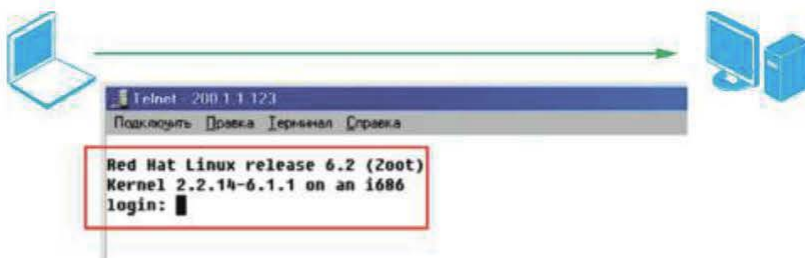 Telnet - 200.1.1.123
Подключить Правка Терминал Справка
Red Hat Linux release 6.2 (Zoot)
Kernel 2.2.14-6.1.1 on an i686
login: